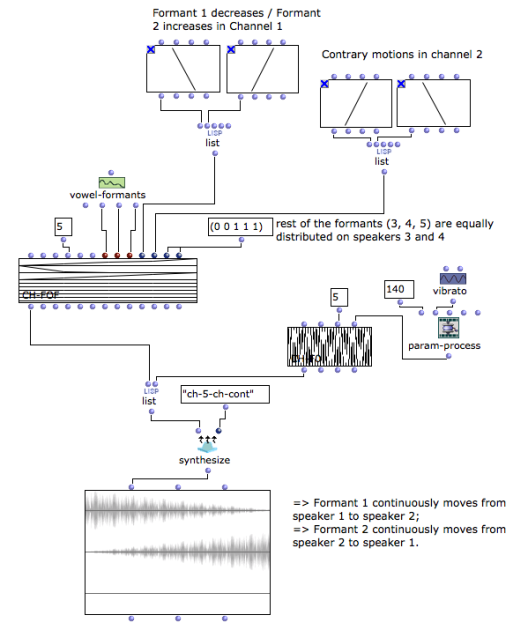 Formant 1 decreases / Formant
2 increases in Channel 1
Contrary motions in channel 2
LISP
list
LISP
list
vowel-formants
5
(0 0 1 1 1)
rest of the formants (3, 4, 5) are equally
distributed on speakers 3 and 4
CH-FOF
5
140
vibrato
param-process
LISP
list
"ch-5-ch-cont"
synthesize
=> Formant 1 continuously moves from
speaker 1 to speaker 2;
=> Formant 2 continuously moves from
speaker 2 to speaker 1.